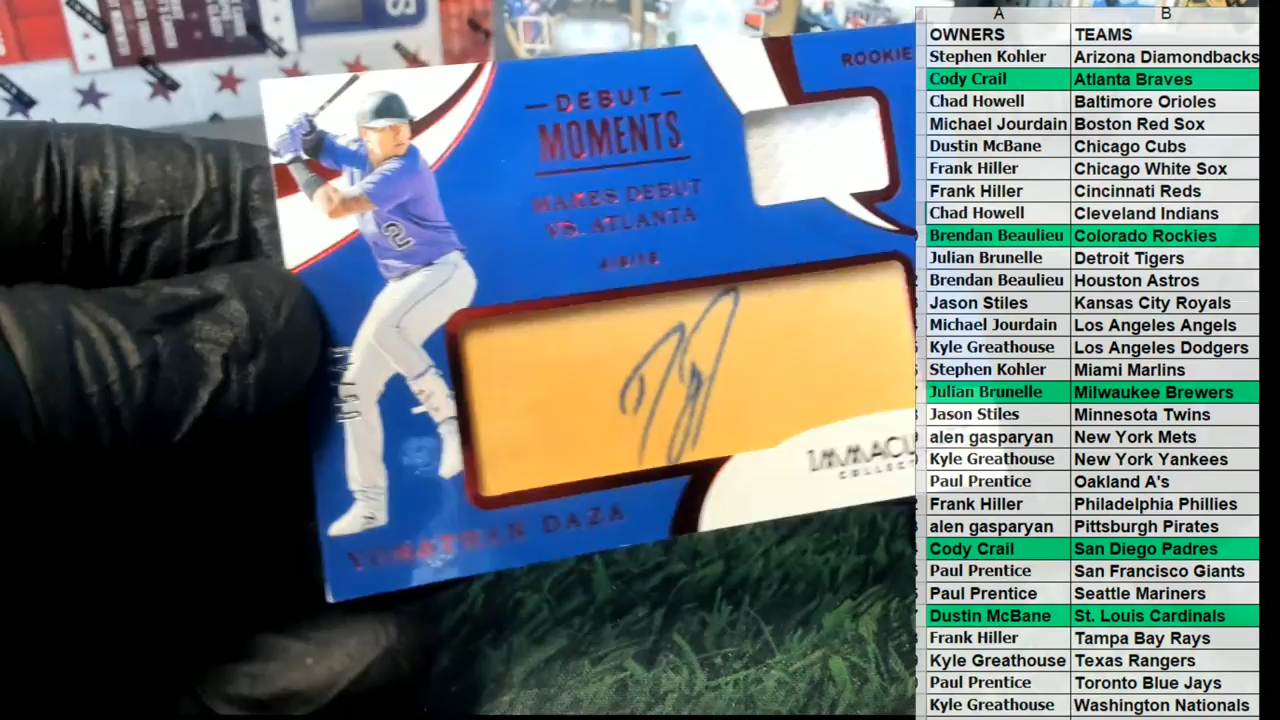 ROOKIE
DEBUT
MOMENTS
MAKES DEBUT
VS. ATLANTA
2
IMMACU
COLLECT
YONATHAN DAZA
A B
OWNERS TEAMS
Stephen Kohler Arizona Diamondbacks
Cody Crail Atlanta Braves
Chad Howell Baltimore Orioles
Michael Jourdain Boston Red Sox
Dustin McBane Chicago Cubs
Frank Hiller Chicago White Sox
Frank Hiller Cincinnati Reds
Chad Howell Cleveland Indians
Brendan Beaulieu Colorado Rockies
Julian Brunelle Detroit Tigers
Brendan Beaulieu Houston Astros
Jason Stiles Kansas City Royals
Michael Jourdain Los Angeles Angels
Kyle Greathouse Los Angeles Dodgers
Stephen Kohler Miami Marlins
Julian Brunelle Milwaukee Brewers
Jason Stiles Minnesota Twins
alen gasparyan New York Mets
Kyle Greathouse New York Yankees
Paul Prentice Oakland A's
Frank Hiller Philadelphia Phillies
alen gasparyan Pittsburgh Pirates
Cody Crail San Diego Padres
Paul Prentice San Francisco Giants
Paul Prentice Seattle Mariners
Dustin McBane St. Louis Cardinals
Frank Hiller Tampa Bay Rays
Kyle Greathouse Texas Rangers
Paul Prentice Toronto Blue Jays
Kyle Greathouse Washington Nationals